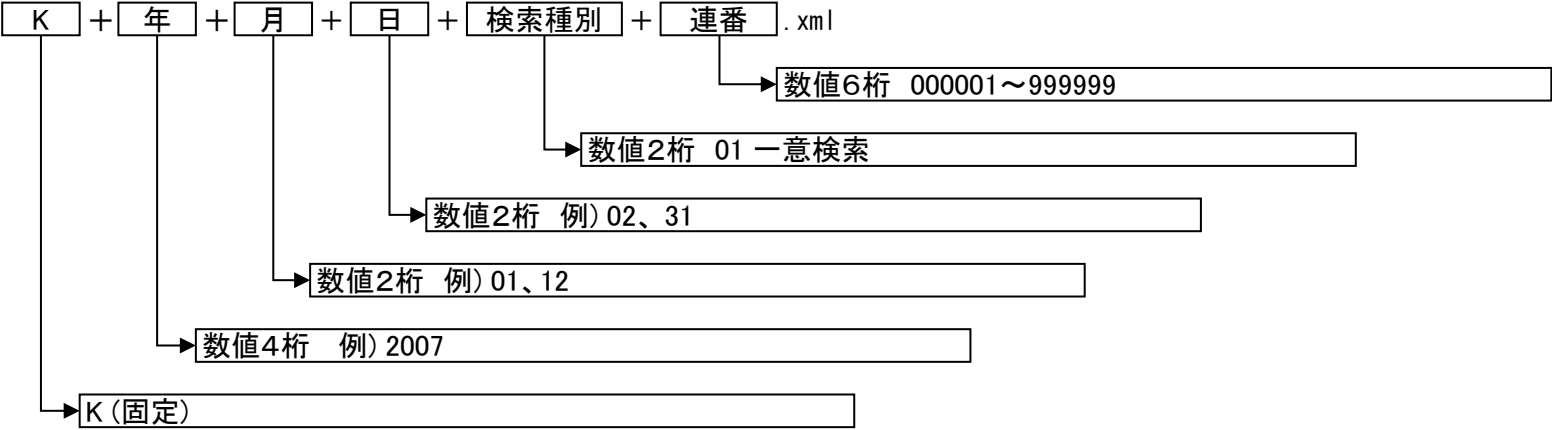 K ＋ 年 ＋ 月 ＋ 日 ＋ 検索種別 ＋ 連番 .xml
数値６桁 000001～999999
数値２桁 01 一意検索
数値２桁 例) 02、31
数値２桁 例) 01、12
数値４桁 例) 2007
K (固定)